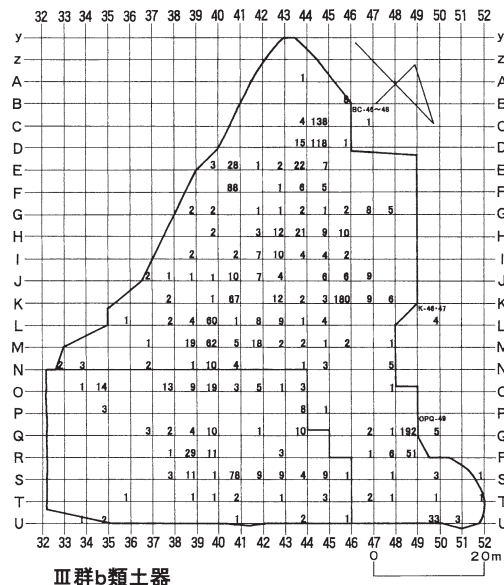 32 33 34 35 36 37 38 39 40 41 42 43 44 45 46 47 48 49 50 51 52
y y
z z
A 1 A
B 6 B
BC-46~48
C 4 138 1 C
D 15 118 1 D
E 3 28 1 2 22 7 E
F 88 1 6 5 F
G 2 2 1 1 2 1 2 8 5 G
H 2 3 12 21 9 10 H
I 2 2 7 10 4 4 2 I
J 2 1 1 1 10 7 4 6 6 9 J
K 2 1 67 12 2 3 180 9 6 K
K-46・47
L 1 2 4 60 1 8 9 1 4 4 L
M 1 19 62 5 18 2 2 1 2 1 M
N 2 3 2 1 10 4 1 3 5 N
O 1 14 13 9 19 3 5 1 3 1 O
P 3 8 1 P
OPQ-49
Q 3 2 4 10 1 10 2 1 192 5 Q
R 1 29 11 3 1 6 51 R
S 3 11 1 78 9 9 4 9 1 1 3 1 S
T 1 1 1 2 1 3 2 1 1 1 T
U 2 1 2 1 33 3 U
32 33 34 35 36 37 38 39 40 41 42 43 44 45 46 47 48 49 50 51 52
Ⅲ群b類土器
0 20m